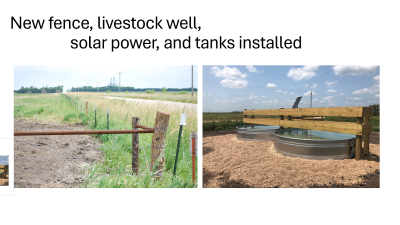 New fence, livestock well,
solar power, and tanks installed